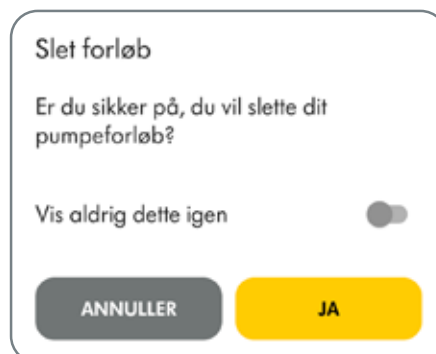 Slet forløb
Er du sikker på, du vil slette dit
pumpeforløb?
Vis aldrig dette igen
ANNULLER
JA